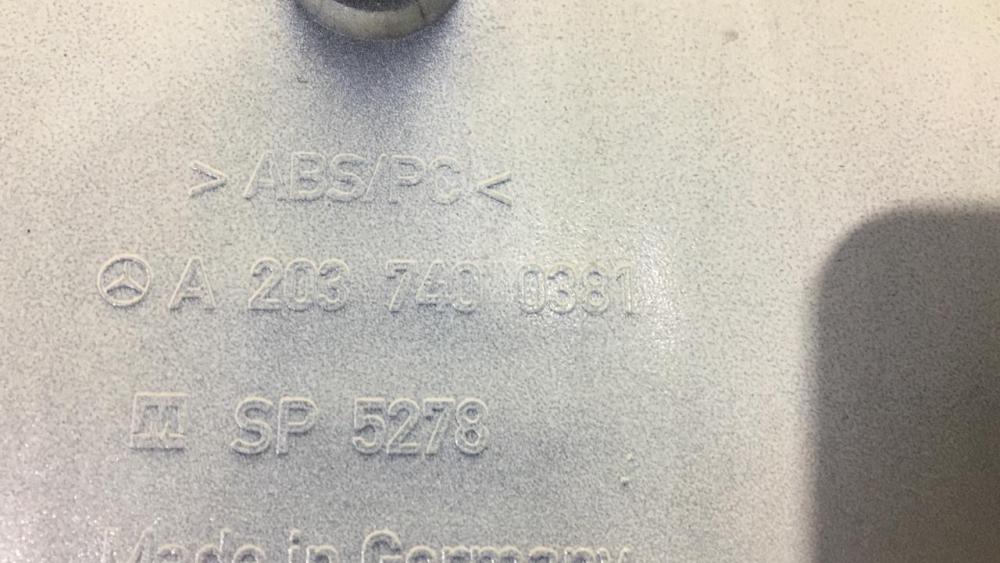 >ABS/PC<
A 203 740 0381
SP 5278
Made in Germany